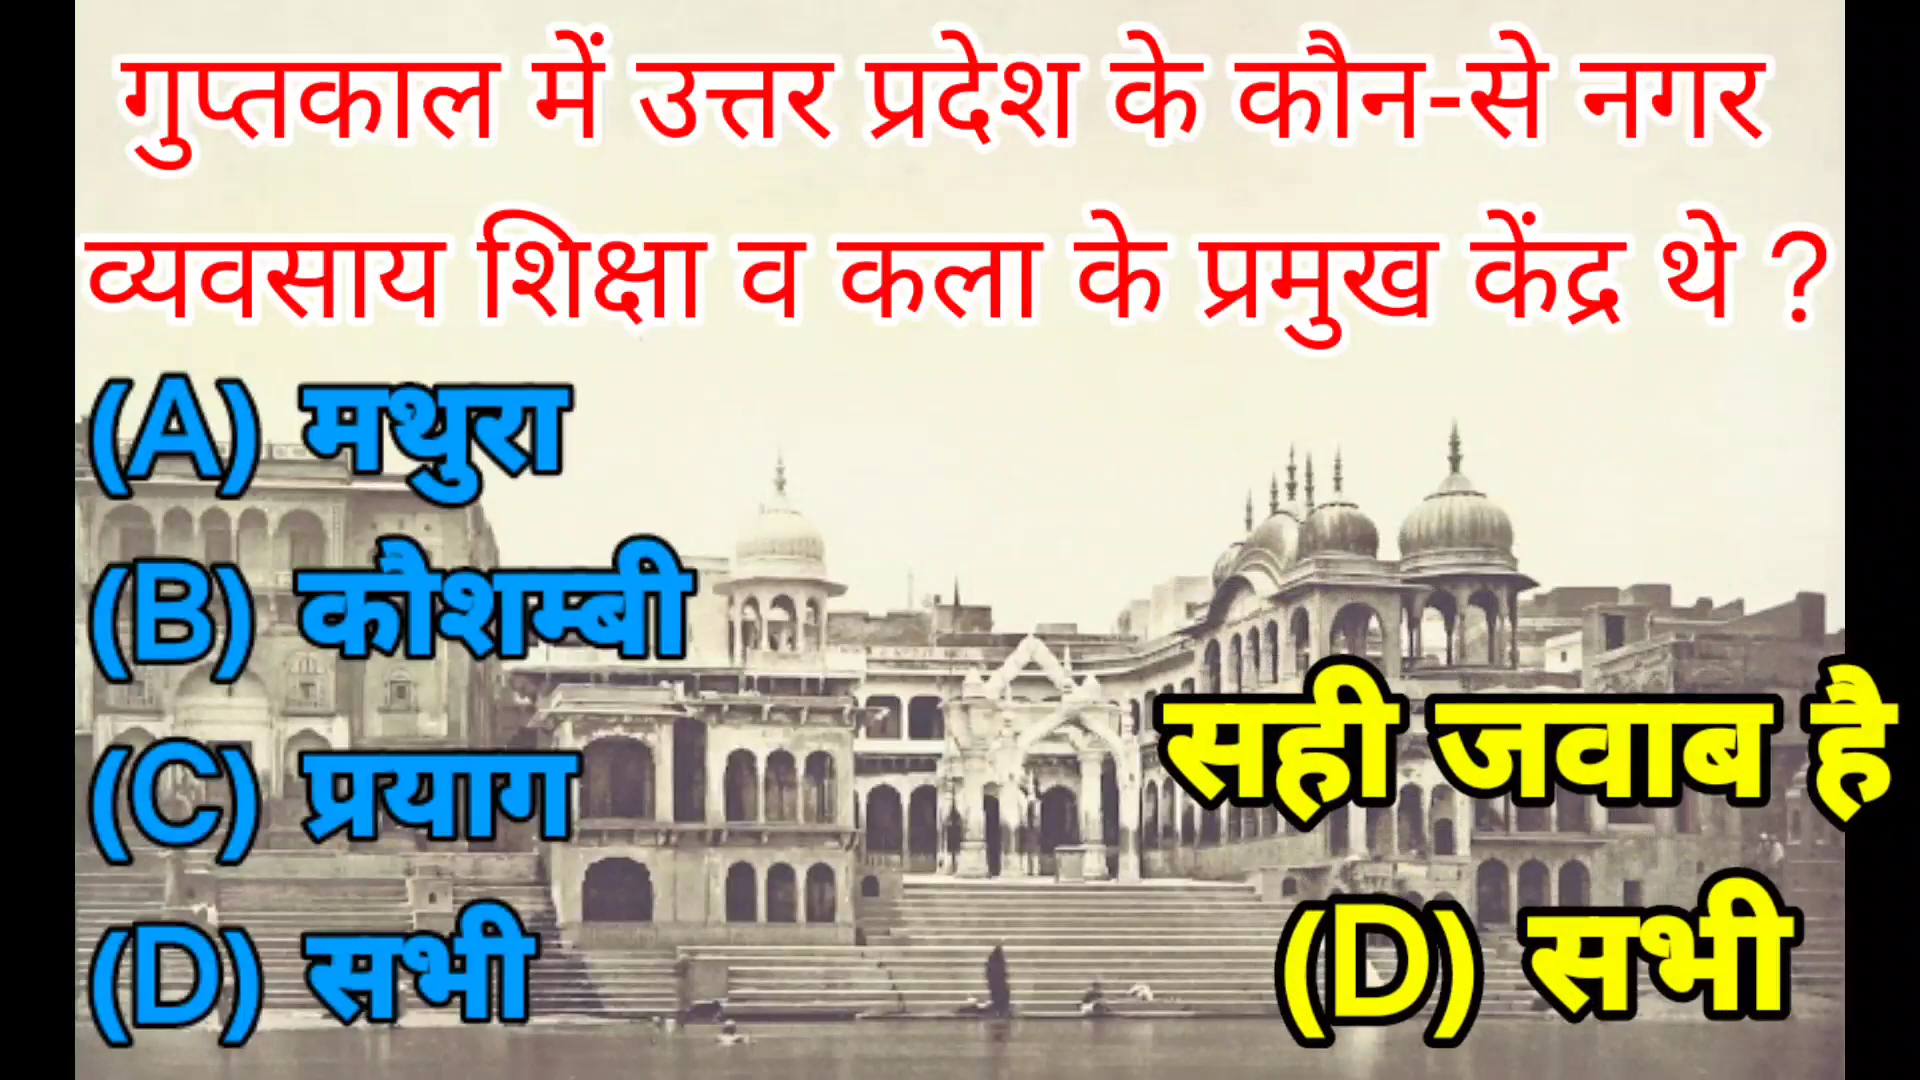 गुप्तकाल में उत्तर प्रदेश के कौन-से नगर
व्यवसाय शिक्षा व कला के प्रमुख केंद्र थे ?
(A) मथुरा
(B) कौशम्बी
(C) प्रयाग
(D) सभी
सही जवाब है
(D) सभी